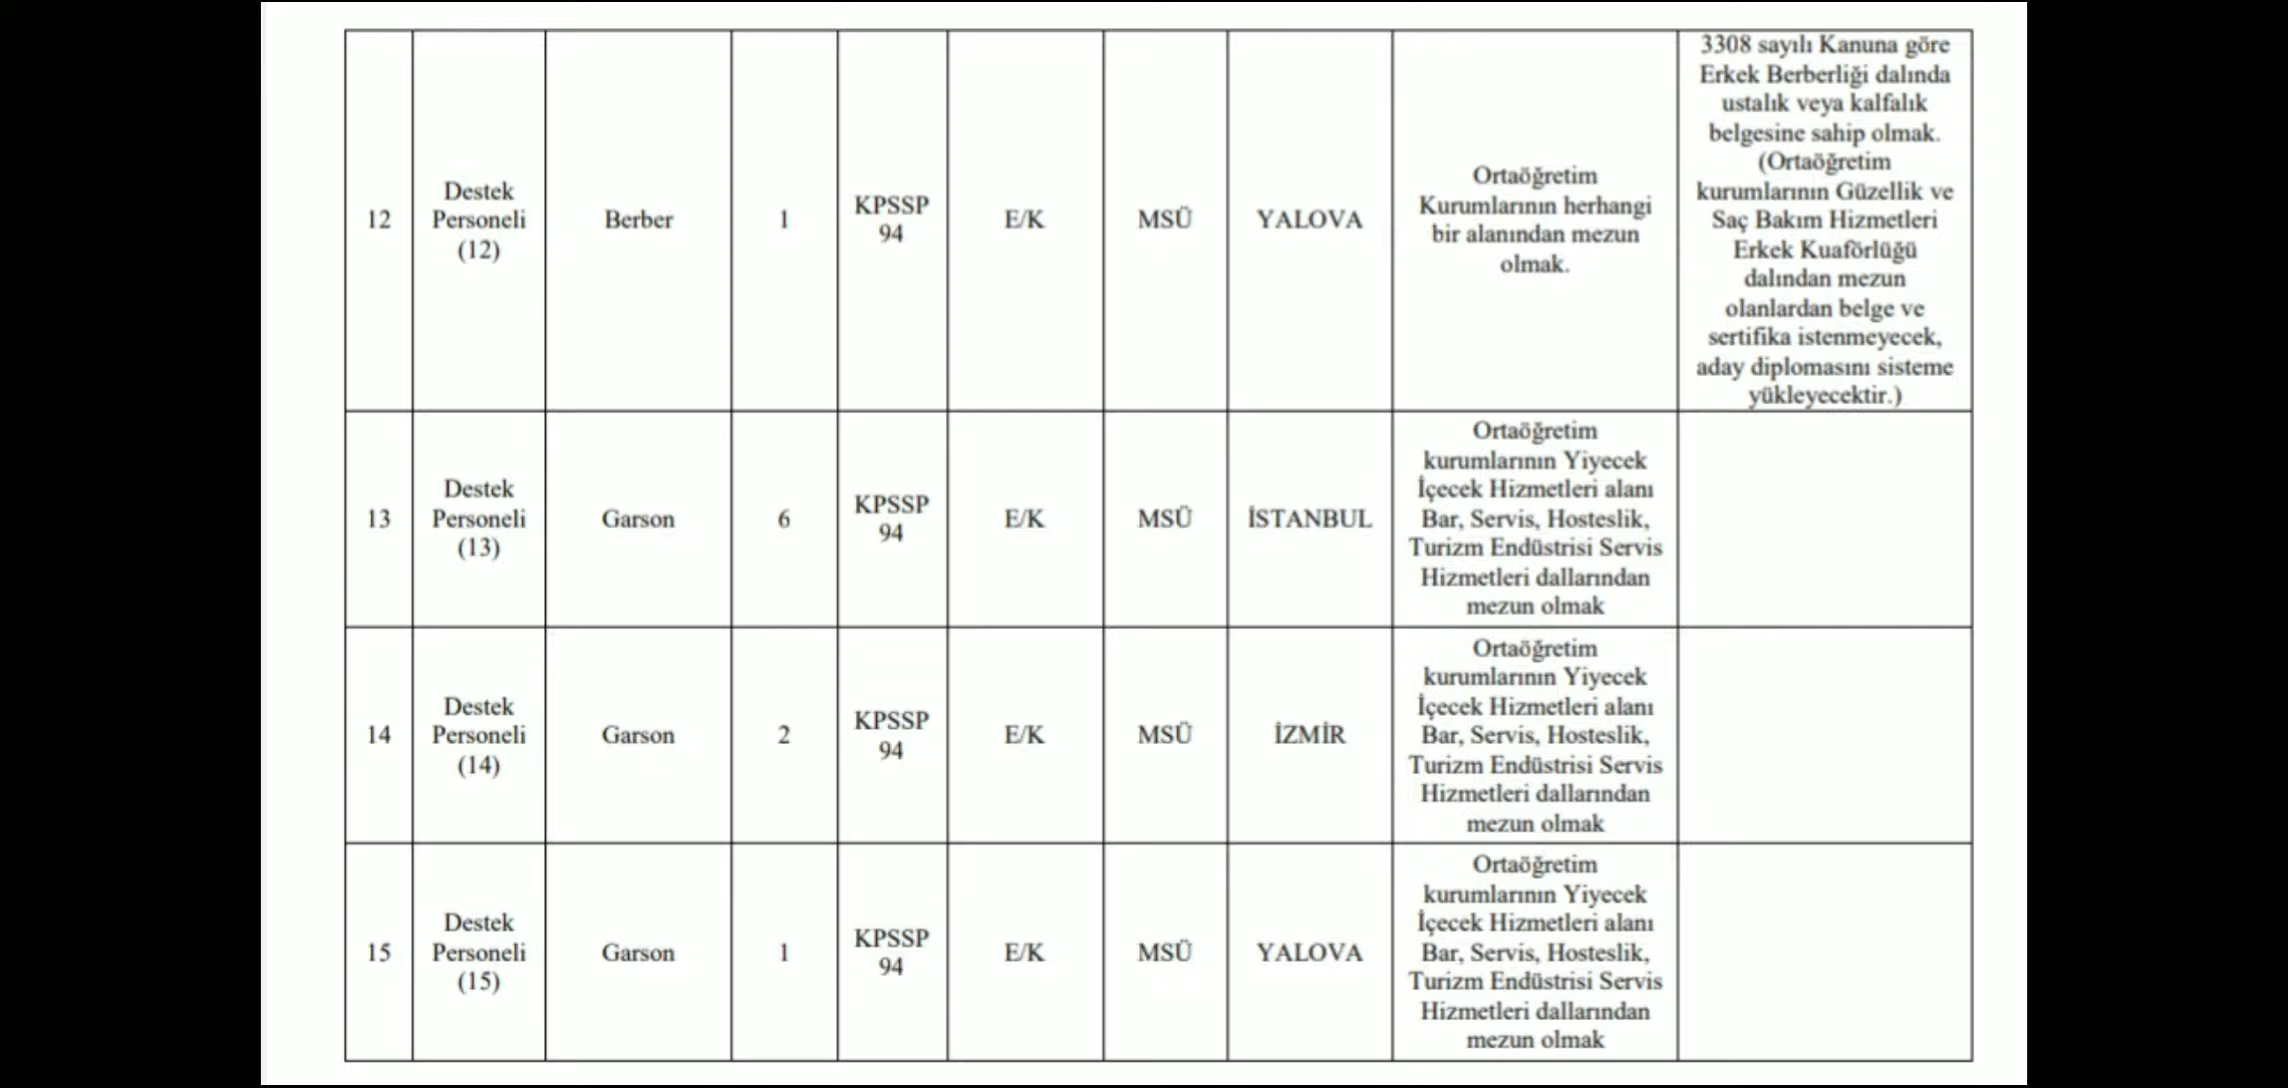 12
Destek
Personeli
(12)
Berber
1
KPSSP
94
E/K
MSÜ
YALOVA
Ortaöğretim
Kurumlarının herhangi
bir alanından mezun
olmak.
3308 sayılı Kanuna göre
Erkek Berberliği dalında
ustalık veya kalfalık
belgesine sahip olmak.
(Ortaöğretim
kurumlarının Güzellik ve
Saç Bakım Hizmetleri
Erkek Kuaförlüğü
dalından mezun
olanlardan belge ve
sertifika istenmeyecek,
aday diplomasını sisteme
yükleyecektir.)
13
Destek
Personeli
(13)
Garson
6
KPSSP
94
E/K
MSÜ
İSTANBUL
Ortaöğretim
kurumlarının Yiyecek
İçecek Hizmetleri alanı
Bar, Servis, Hosteslik,
Turizm Endüstrisi Servis
Hizmetleri dallarından
mezun olmak
14
Destek
Personeli
(14)
Garson
2
KPSSP
94
E/K
MSÜ
İZMİR
Ortaöğretim
kurumlarının Yiyecek
İçecek Hizmetleri alanı
Bar, Servis, Hosteslik,
Turizm Endüstrisi Servis
Hizmetleri dallarından
mezun olmak
15
Destek
Personeli
(15)
Garson
1
KPSSP
94
E/K
MSÜ
YALOVA
Ortaöğretim
kurumlarının Yiyecek
İçecek Hizmetleri alanı
Bar, Servis, Hosteslik,
Turizm Endüstrisi Servis
Hizmetleri dallarından
mezun olmak